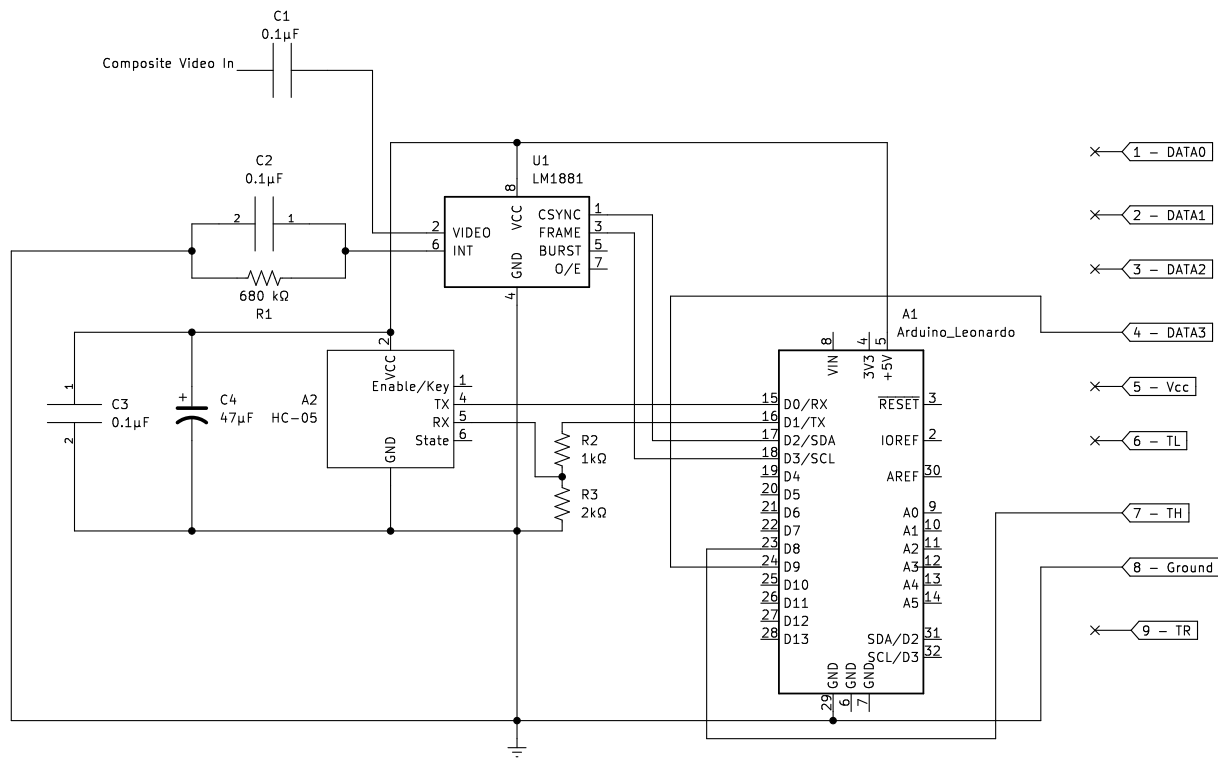 C1
0.1µF
Composite Video In
C2
0.1µF
2
1
680 kΩ
R1
U1
LM1881
8
VCC
2
VIDEO
6
INT
GND
4
CSYNC
1
FRAME
3
BURST
5
O/E
7
1
C3
0.1µF
2
+
C4
47µF
A2
HC-05
2
VCC
Enable/Key
1
TX
4
RX
5
State
6
GND
R2
1kΩ
R3
2kΩ
A1
Arduino_Leonardo
8
VIN
4
3V3
5
+5V
15
D0/RX
16
D1/TX
17
D2/SDA
18
D3/SCL
19
D4
20
D5
21
D6
22
D7
23
D8
24
D9
25
D10
26
D11
27
D12
28
D13
RESET
3
IOREF
2
AREF
30
A0
9
A1
10
A2
11
A3
12
A4
13
A5
14
SDA/D2
31
SCL/D3
32
GND
29
GND
6
GND
7
1 - DATA0
2 - DATA1
3 - DATA2
4 - DATA3
5 - Vcc
6 - TL
7 - TH
8 - Ground
9 - TR